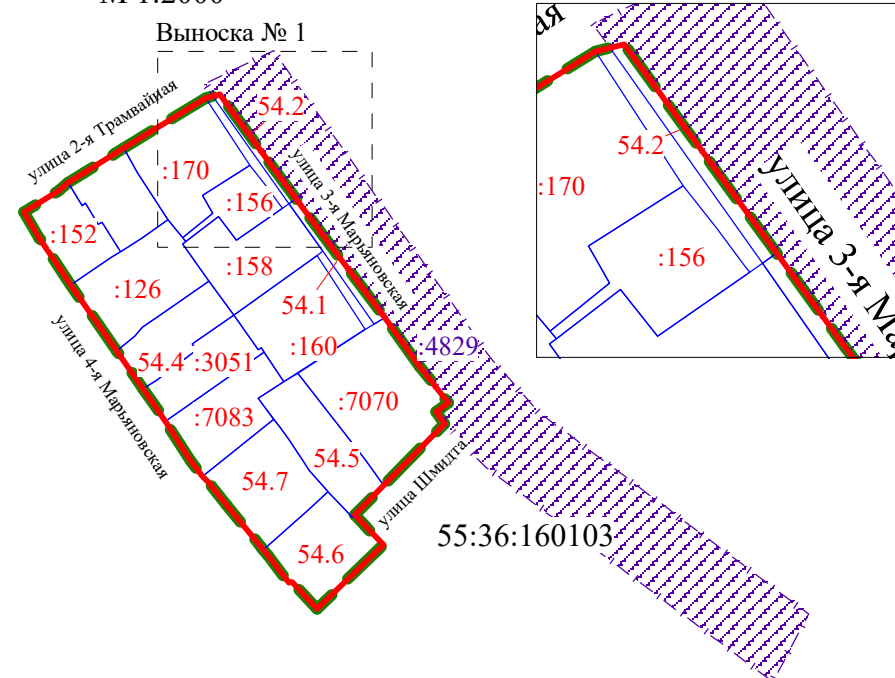 Выноска № 1
улица 2-я Трамвайная
54.2
:170
:156
улица 3-я Марьяновская
:152
:158
:126
54.1
улица 4-я Марьяновская
54.4
:3051
:160
:4829
:7083
:7070
54.7
54.5
улица Шмидта
54.6
55:36:160103
ая
54.2
:170
:156
улица 3-я Ма